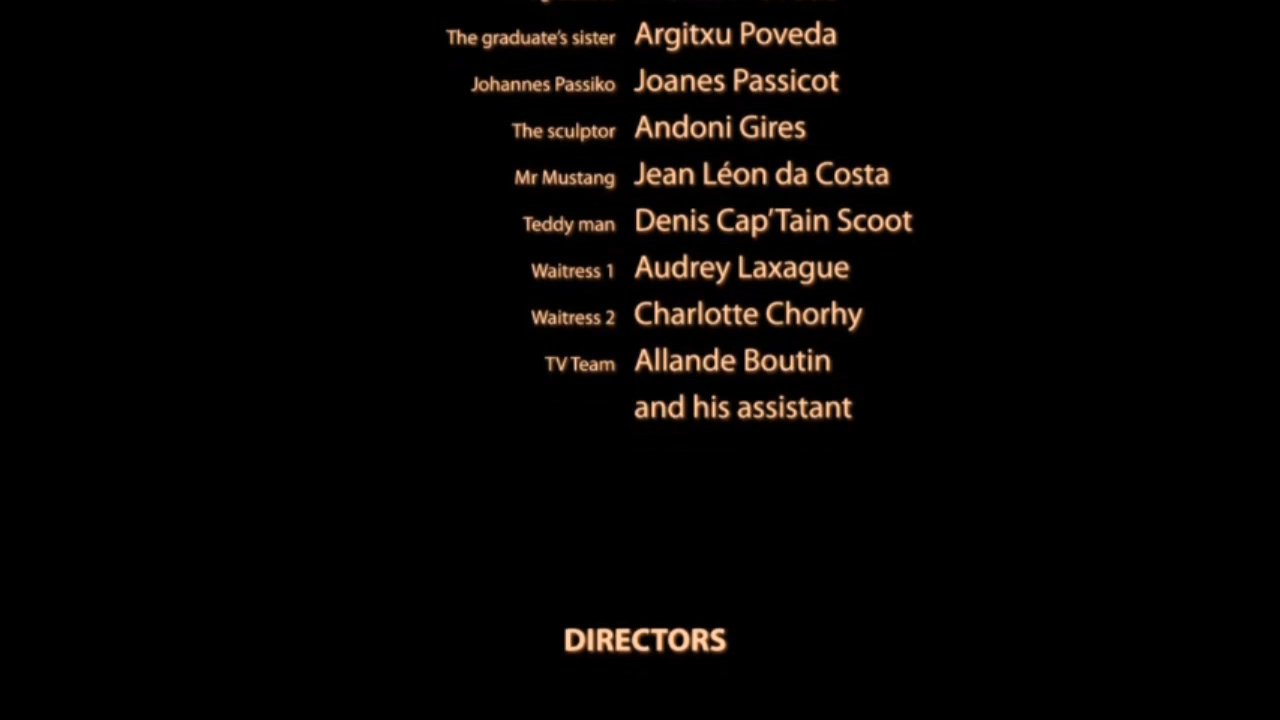 The graduate's sister Argitxu Poveda
Johannes Passiko Joanes Passicot
The sculptor Andoni Gires
Mr Mustang Jean Léon da Costa
Teddy man Denis Cap'Tain Scoot
Waitress 1 Audrey Laxague
Waitress 2 Charlotte Chorhy
TV Team Allande Boutin
and his assistant
DIRECTORS